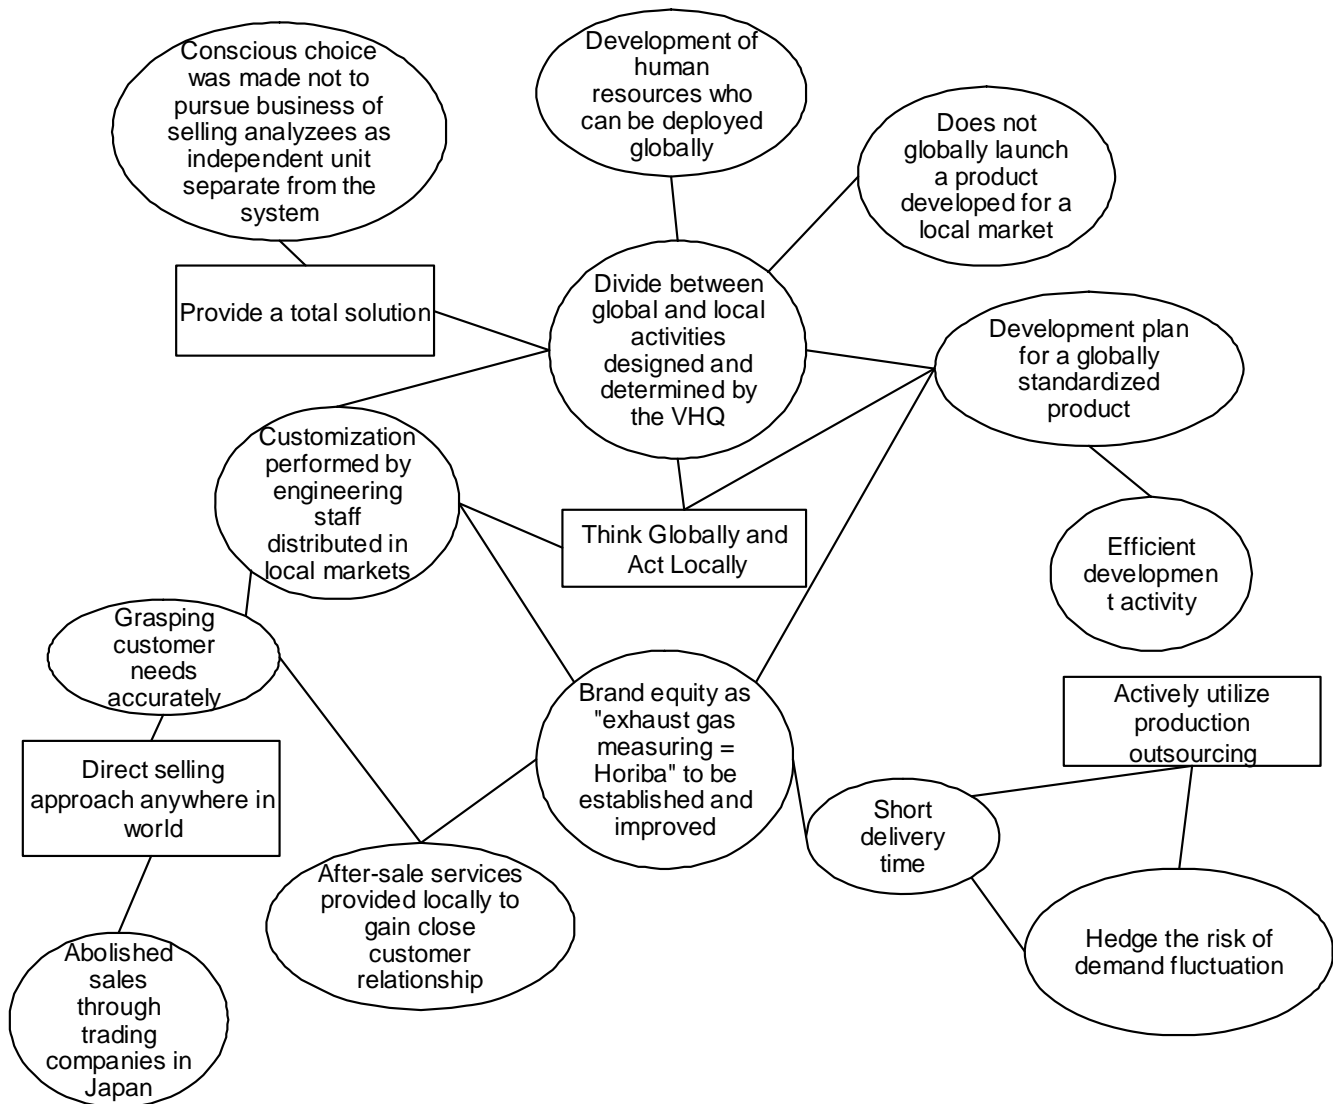 Conscious choice
was made not to
pursue business of
selling analyzees as
independent unit
separate from the
system
Development of
human
resources who
can be deployed
globally
Does not
globally launch
a product
developed for a
local market
Provide a total solution
Divide between
global and local
activities
designed and
determined by
the VHQ
Development plan
for a globally
standardized
product
Customization
performed by
engineering
staff
distributed in
local markets
Think Globally and
Act Locally
Efficient
developmen
t activity
Grasping
customer
needs
accurately
Brand equity as
"exhaust gas
measuring =
Horiba" to be
established and
improved
Actively utilize
production
outsourcing
Direct selling
approach anywhere in
world
Short
delivery
time
After-sale services
provided locally to
gain close
customer
relationship
Hedge the risk of
demand fluctuation
Abolished
sales
through
trading
companies in
Japan